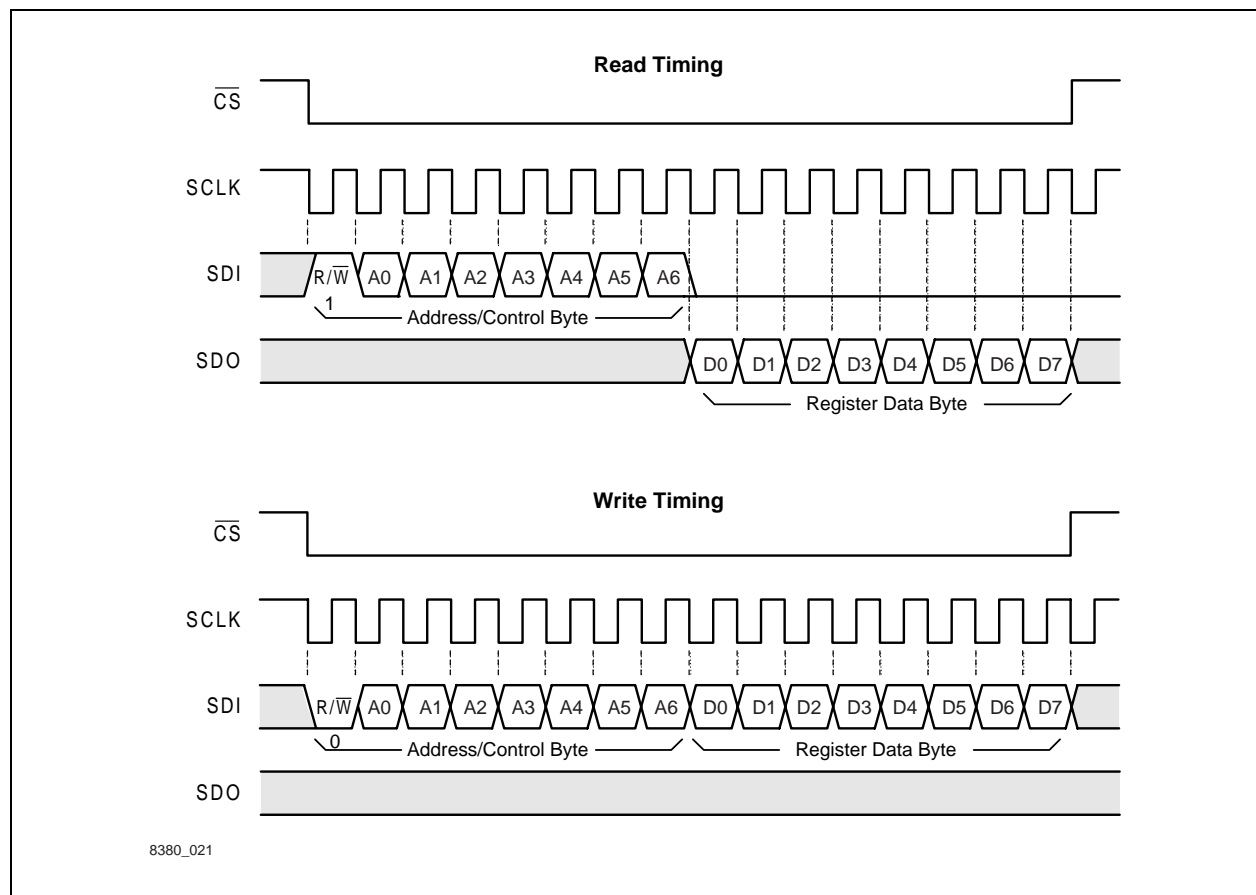 Read Timing
C̅S̅
SCLK
SDI R/W̅ A0 A1 A2 A3 A4 A5 A6
1
Address/Control Byte
SDO D0 D1 D2 D3 D4 D5 D6 D7
Register Data Byte
Write Timing
C̅S̅
SCLK
SDI R/W̅ A0 A1 A2 A3 A4 A5 A6 D0 D1 D2 D3 D4 D5 D6 D7
0
Address/Control Byte Register Data Byte
SDO
8380_021